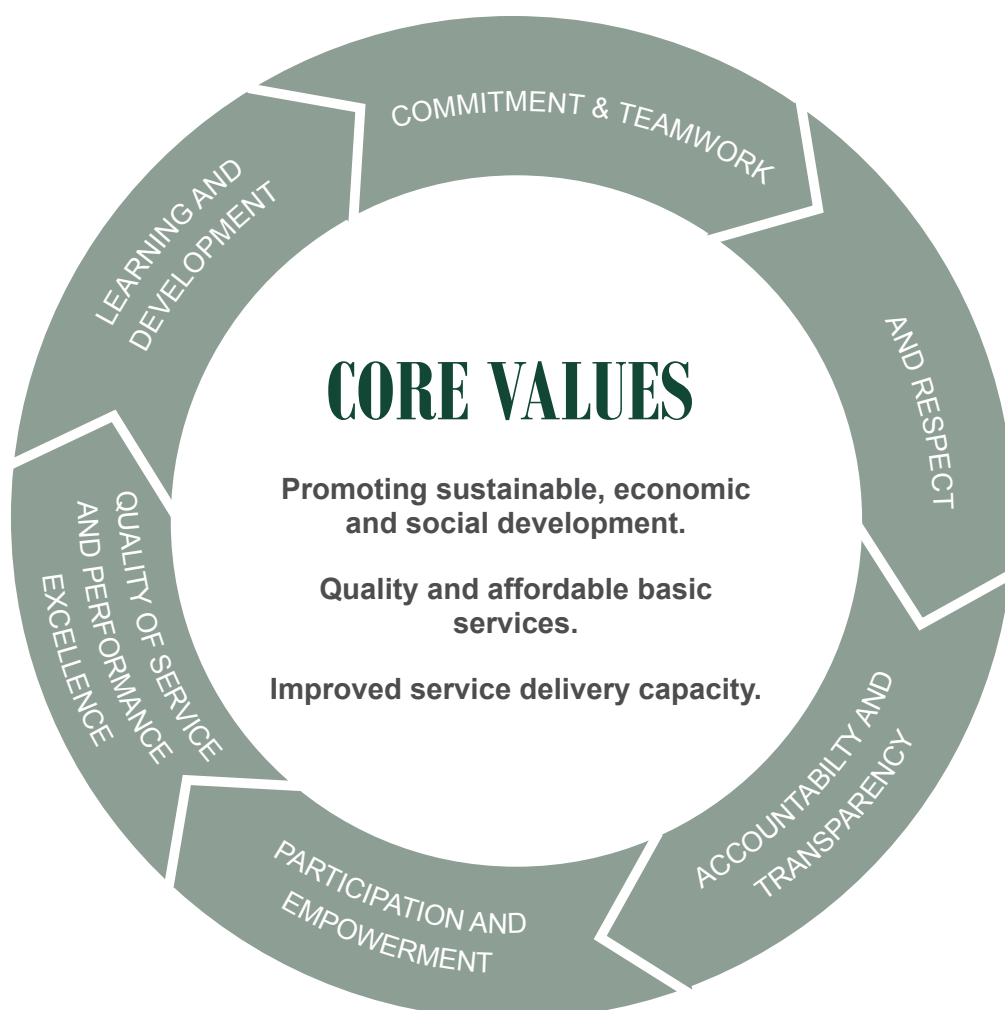 COMMITMENT & TEAMWORK
AND RESPECT
ACCOUNTABILTY AND
TRANSPARENCY
PARTICIPATION AND
EMPOWERMENT
QUALITY OF SERVICE
AND PERFORMANCE
EXCELLENCE
LEARNING AND
DEVELOPMENT
CORE VALUES
Promoting sustainable, economic
and social development.
Quality and affordable basic
services.
Improved service delivery capacity.